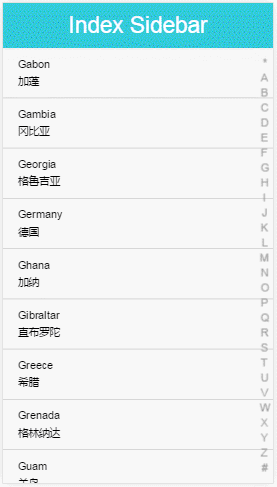 Index Sidebar
Gabon
加蓬
Gambia
冈比亚
Georgia
格鲁吉亚
Germany
德国
Ghana
加纳
Gibraltar
直布罗陀
Greece
希腊
Grenada
格林纳达
Guam
*
A
B
C
D
E
F
G
H
I
J
K
L
M
N
O
P
Q
R
S
T
U
V
W
X
Y
Z
#